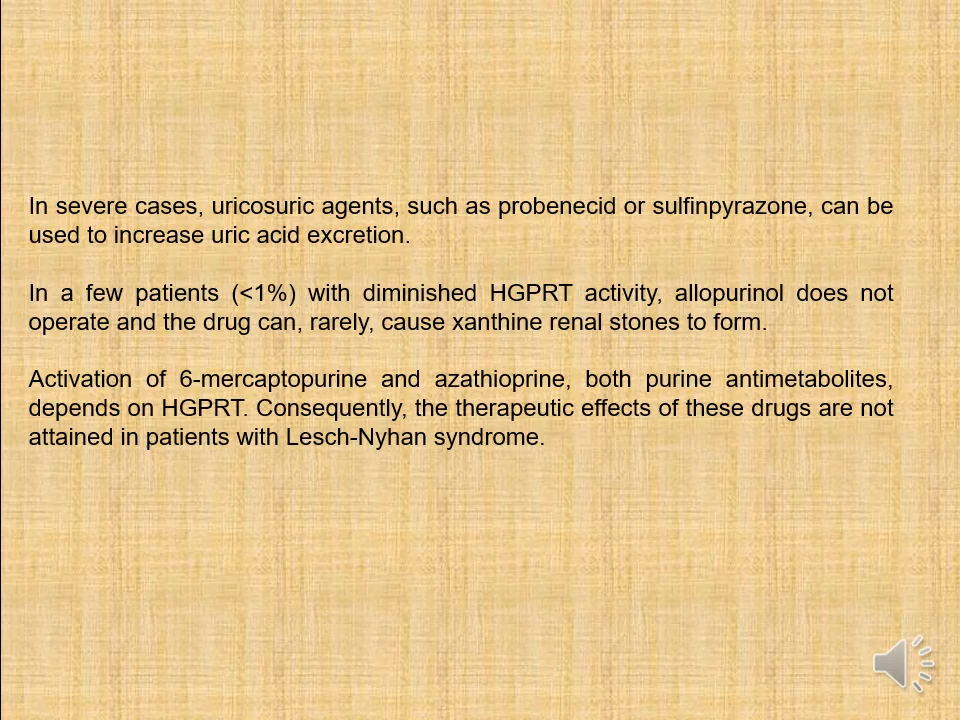 In severe cases, uricosuric agents, such as probenecid or sulfinpyrazone, can be
used to increase uric acid excretion.
In a few patients (<1%) with diminished HGPRT activity, allopurinol does not
operate and the drug can, rarely, cause xanthine renal stones to form.
Activation of 6-mercaptopurine and azathioprine, both purine antimetabolites,
depends on HGPRT. Consequently, the therapeutic effects of these drugs are not
attained in patients with Lesch-Nyhan syndrome.